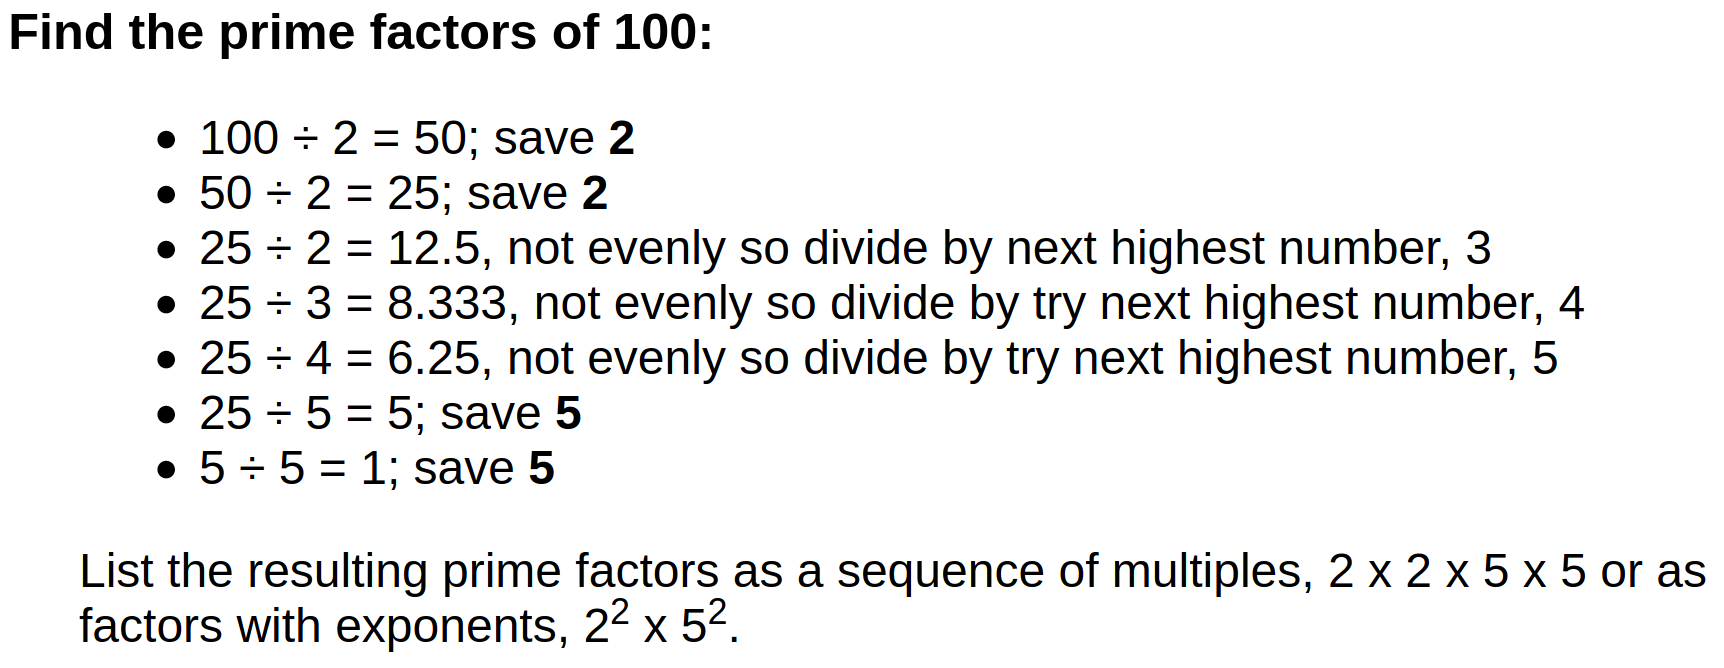 Find the prime factors of 100:
• 100 ÷ 2 = 50; save 2
• 50 ÷ 2 = 25; save 2
• 25 ÷ 2 = 12.5, not evenly so divide by next highest number, 3
• 25 ÷ 3 = 8.333, not evenly so divide by try next highest number, 4
• 25 ÷ 4 = 6.25, not evenly so divide by try next highest number, 5
• 25 ÷ 5 = 5; save 5
• 5 ÷ 5 = 1; save 5
List the resulting prime factors as a sequence of multiples, 2 x 2 x 5 x 5 or as
factors with exponents, 2² x 5².